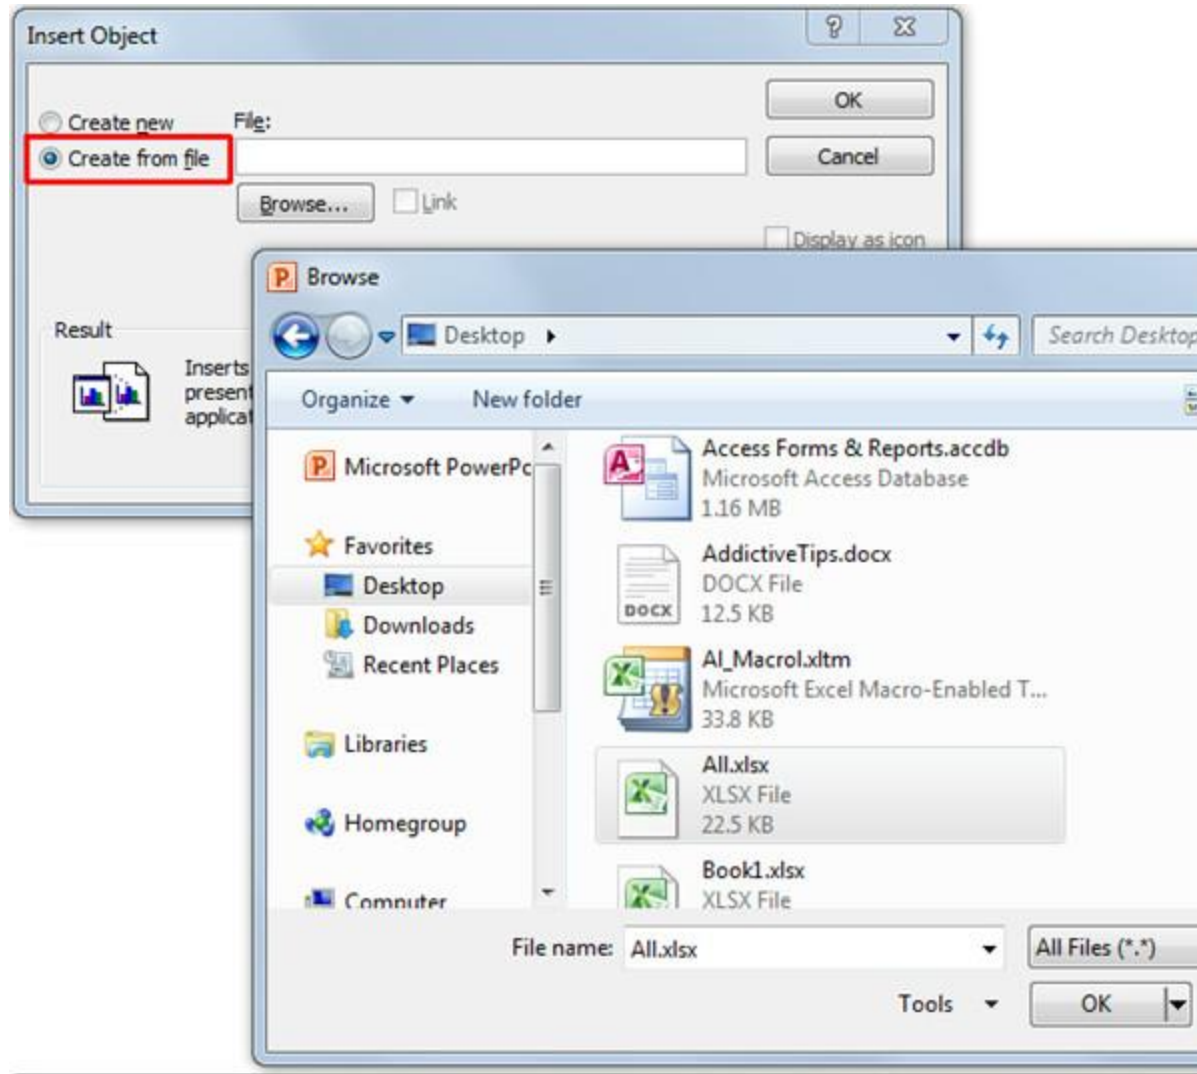 Insert Object
Create new
File:
OK
Create from file
Cancel
Browse...
Link
Display as icon
Result
Inserts
present
applicat
Browse
Desktop
Search Desktop
Organize
New folder
Microsoft PowerPo
Favorites
Desktop
Downloads
Recent Places
Libraries
Homegroup
Computer
Access Forms & Reports.accdb
Microsoft Access Database
1.16 MB
AddictiveTips.docx
DOCX File
DOCX
12.5 KB
AI_Macrol.xltm
Microsoft Excel Macro-Enabled T...
33.8 KB
All.xlsx
XLSX File
22.5 KB
Book1.xlsx
XLSX File
File name:
All.xlsx
All Files (*.*)
Tools
OK